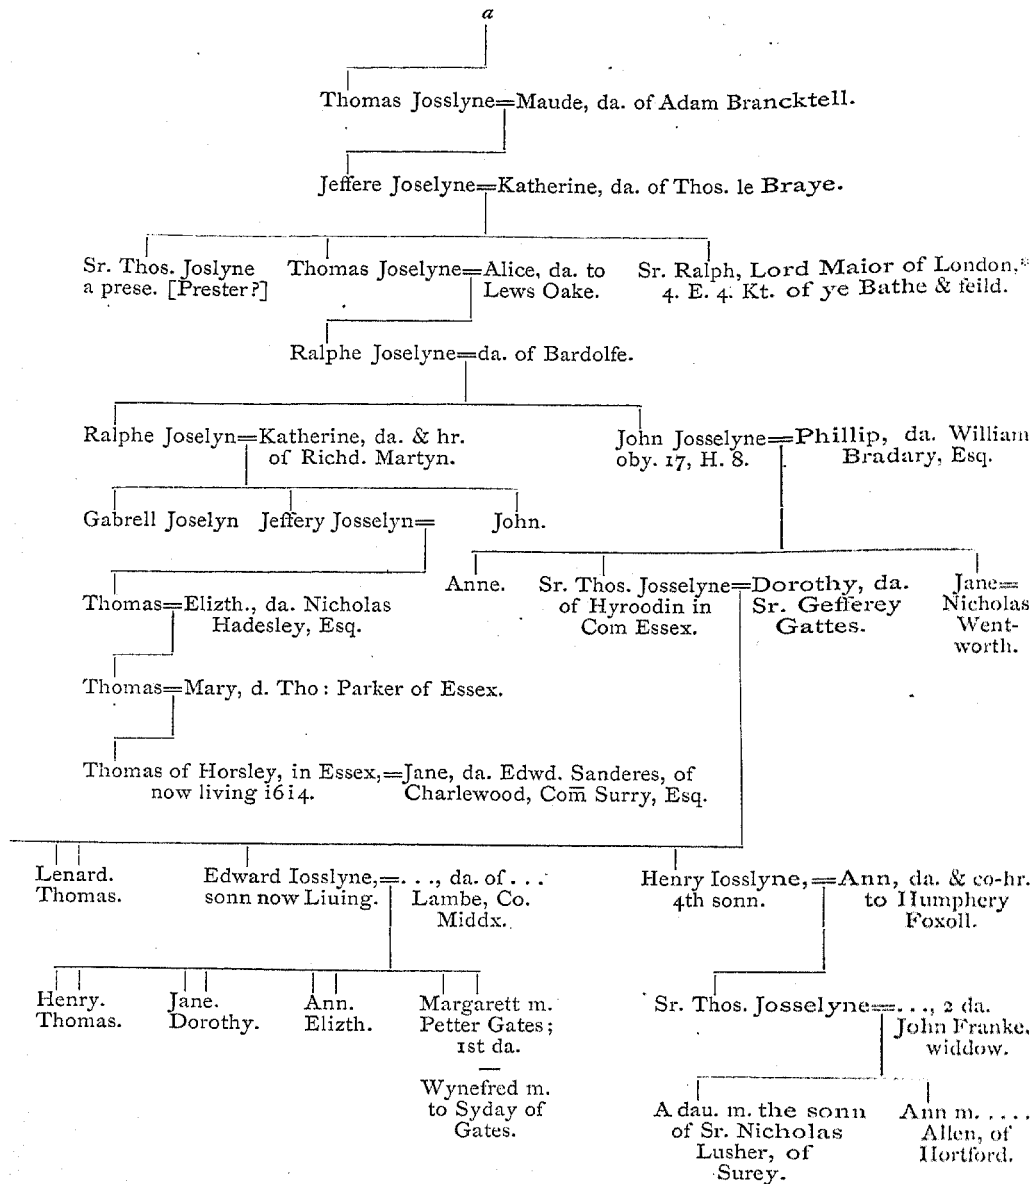 a
Thomas Josslyne=Maude, da. of Adam Brancktell.
Jeffere Joselyne=Katherine, da. of Thos. le Braye.
Sr. Thos. Joslyne
a prese. [Prester?]
Thomas Joselyne=Alice, da. to
Lews Oake.
Sr. Ralph, Lord Maior of London,*
4. E. 4. Kt. of ye Bathe & feild.
Ralphe Joselyne=da. of Bardolfe.
Ralphe Joselyn=Katherine, da. & hr.
of Richd. Martyn.
John Josselyne=Phillip, da. William
oby. 17, H. 8. Bradary, Esq.
Gabrell Joselyn Jeffery Josselyn= John.
Anne.
Sr. Thos. Josselyne=Dorothy, da.
of Hyroodin in Sr. Gefferey
Com Essex. Gattes.
Jane=
Nicholas
Went-
worth.
Thomas=Elizth., da. Nicholas
Hadesley, Esq.
Thomas=Mary, d. Tho: Parker of Essex.
Thomas of Horsley, in Essex,=Jane, da. Edwd. Sanderes, of
now living 1614. Charlewood, Com̄ Surry, Esq.
Lenard.
Thomas.
Edward Iosslyne,=..., da. of...
sonn now Liuing. Lambe, Co.
Middx.
Henry Iosslyne,=Ann, da. & co-hr.
4th sonn. to Humphery
Foxoll.
Henry.
Thomas.
Jane.
Dorothy.
Ann.
Elizth.
Margarett m.
Petter Gates;
1st da.
—
Wynefred m.
to Syday of
Gates.
Sr. Thos. Josselyne=..., 2 da.
John Franke,
widdow.
A dau. m. the sonn
of Sr. Nicholas
Lusher, of
Surey.
Ann m. .....
Allen, of
Hortford.